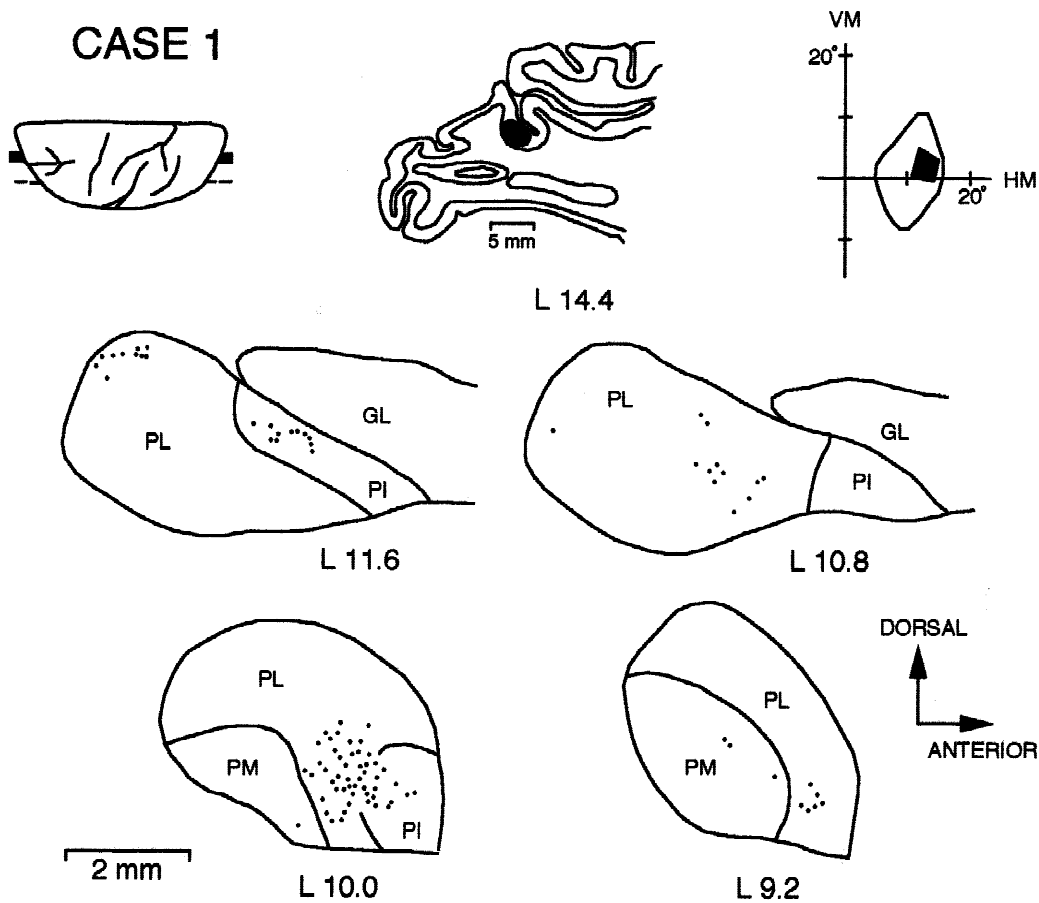 CASE 1
VM
20°
HM
20°
5 mm
L 14.4
PL
GL
PI
L 11.6
PL
GL
PI
L 10.8
DORSAL
ANTERIOR
PL
PM
PI
2 mm
L 10.0
PL
PM
L 9.2